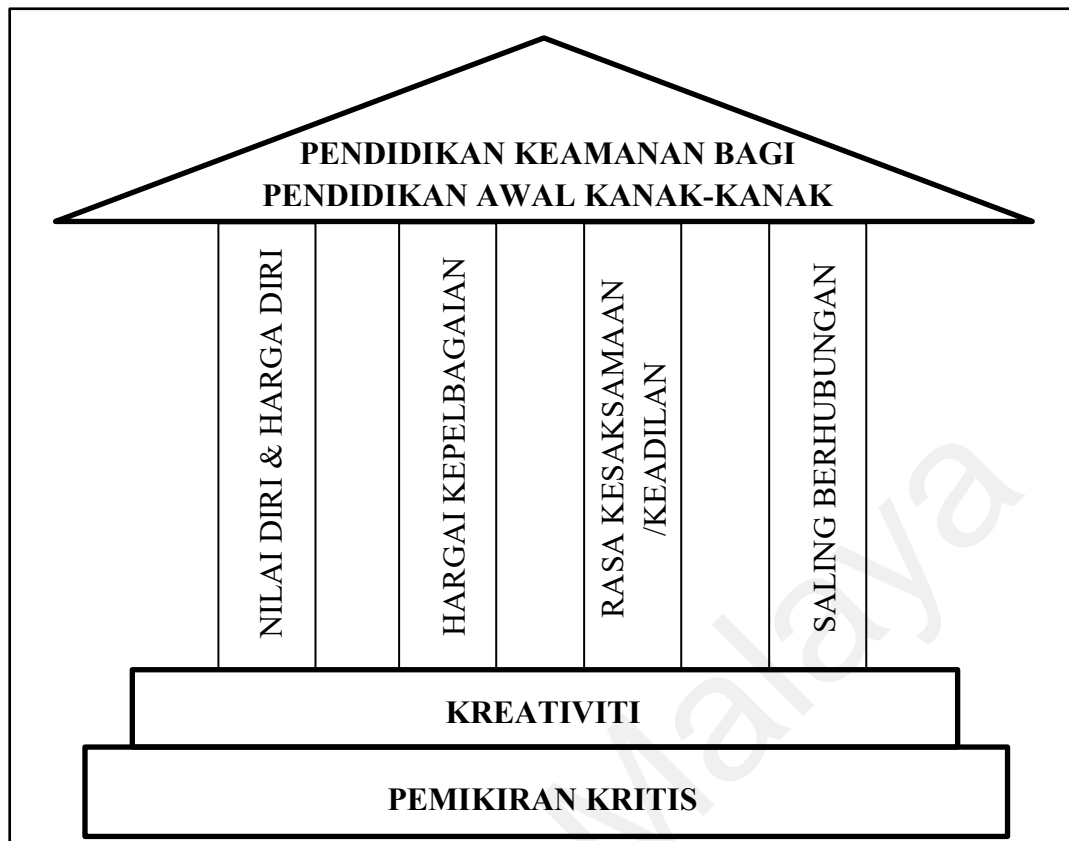 PENDIDIKAN KEAMANAN BAGI
PENDIDIKAN AWAL KANAK-KANAK
NILAI DIRI & HARGA DIRI
HARGAI KEPELBAGAIAN
RASA KESAKSAMAAN
/KEADILAN
SALING BERHUBUNGAN
KREATIVITI
PEMIKIRAN KRITIS
Malaya